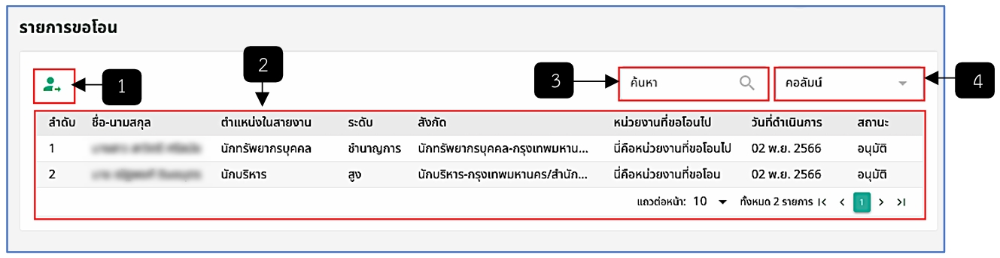 รายการขอโอน
2
1
3
ค้นหา
คอลัมน์
4
ลำดับ ชื่อ-นามสกุล ตำแหน่งในสายงาน ระดับ สังกัด หน่วยงานที่ขอโอนไป วันที่ดำเนินการ สถานะ
1 นักทรัพยากรบุคคล ชำนาญการ นักทรัพยากรบุคคล-กรุงเทพมหาน... นี่คือหน่วยงานที่ขอโอนไป 02 พ.ย. 2566 อนุมัติ
2 นักบริหาร สูง นักบริหาร-กรุงเทพมหานคร/สำนัก... นี่คือหน่วยงานที่ขอโอน 02 พ.ย. 2566 อนุมัติ
แถวต่อหน้า: 10 ทั้งหมด 2 รายการ 1